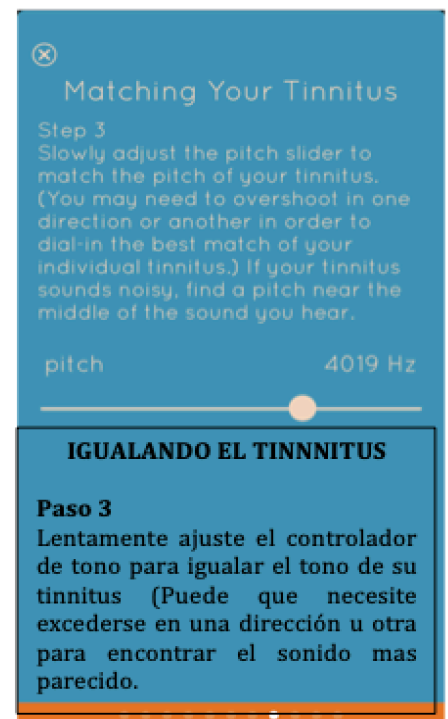 Matching Your Tinnitus
Step 3
Slowly adjust the pitch slider to
match the pitch of your tinnitus.
(You may need to overshoot in one
direction or another in order to
dial-in the best match of your
individual tinnitus.) If your tinnitus
sounds noisy, find a pitch near the
middle of the sound you hear.
pitch 4019 Hz
IGUALANDO EL TINNNITUS
Paso 3
Lentamente ajuste el controlador
de tono para igualar el tono de su
tinnitus (Puede que necesite
excederse en una dirección u otra
para encontrar el sonido mas
parecido.